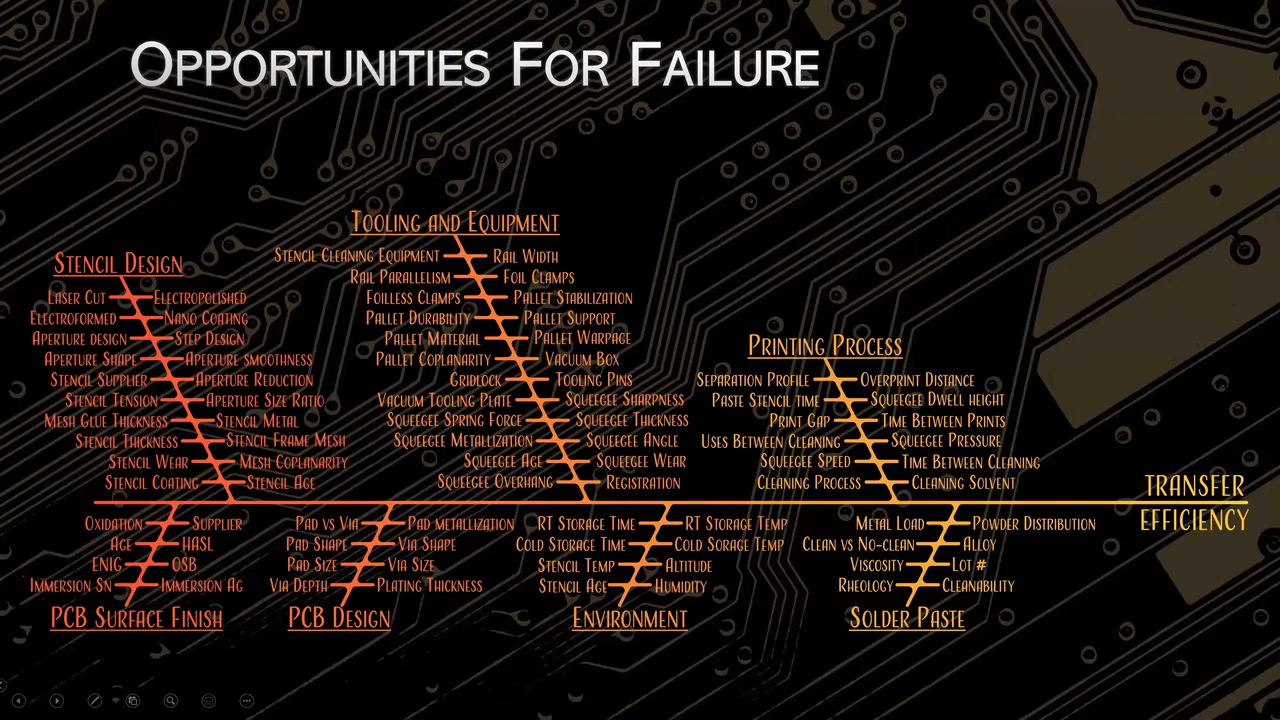 Opportunities For Failure
Tooling and Equipment
Stencil Cleaning Equipment Rail Width
Rail Parallelism Foil Clamps
Foilless Clamps Pallet Stabilization
Pallet Durability Pallet Support
Pallet Material Pallet Warpage
Pallet Coplanarity Vacuum Box
Gridlock Tooling Pins
Vacuum Tooling Plate Squeegee Sharpness
Squeegee Spring Force Squeegee Thickness
Squeegee Metallization Squeegee Angle
Squeegee Age Squeegee Wear
Squeegee Overhang Registration
Stencil Design
Laser Cut Electropolished
Electroformed Nano Coating
Aperture design Step Design
Aperture Shape Aperture smoothness
Stencil Supplier Aperture Reduction
Stencil Tension Aperture Size Ratio
Mesh Glue Thickness Stencil Metal
Stencil Thickness Stencil Frame Mesh
Stencil Wear Mesh Coplanarity
Stencil Coating Stencil Age
Printing Process
Separation Profile Overprint Distance
Paste Stencil time Squeegee Dwell height
Print Gap Time Between Prints
Uses Between Cleaning Squeegee Pressure
Squeegee Speed Time Between Cleaning
Cleaning Process Cleaning Solvent
Transfer
Efficiency
Oxidation Supplier
Age HASL
ENIG OSB
Immersion Sn Immersion Ag
PCB Surface Finish
Pad vs Via Pad metallization
Pad Shape Via Shape
Pad Size Via Size
Via Depth Plating Thickness
PCB Design
RT Storage Time RT Storage Temp
Cold Storage Time Cold Sorage Temp
Stencil Temp Altitude
Stencil Age Humidity
Environment
Metal Load Powder Distribution
Clean vs No-clean Alloy
Viscosity Lot #
Rheology Cleanability
Solder Paste